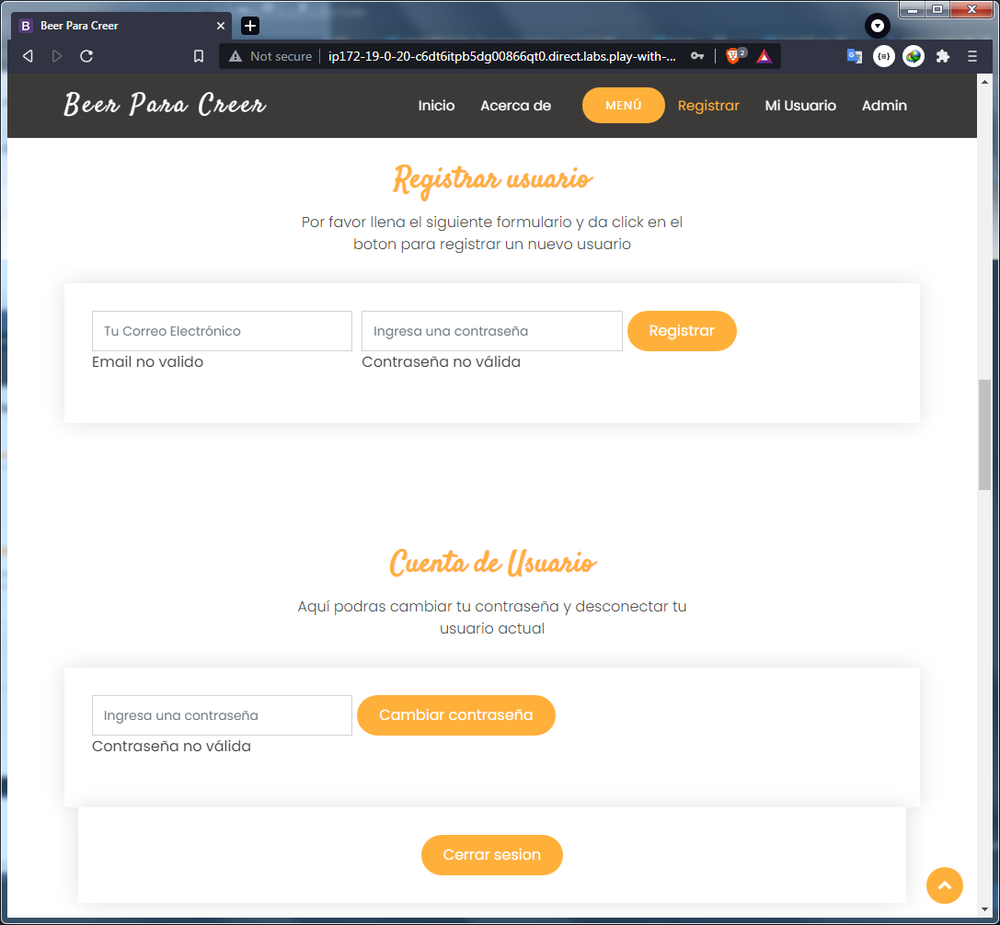 Beer Para Creer
Not secure
ip172-19-0-20-c6dt6itpb5dg00866qt0.direct.labs.play-with-...
2
Beer Para Creer
Inicio
Acerca de
MENÚ
Registrar
Mi Usuario
Admin
Registrar usuario
Por favor llena el siguiente formulario y da click en el
boton para registrar un nuevo usuario
Tu Correo Electrónico
Ingresa una contraseña
Registrar
Email no valido
Contraseña no válida
Cuenta de Usuario
Aquí podras cambiar tu contraseña y desconectar tu
usuario actual
Ingresa una contraseña
Cambiar contraseña
Contraseña no válida
Cerrar sesion